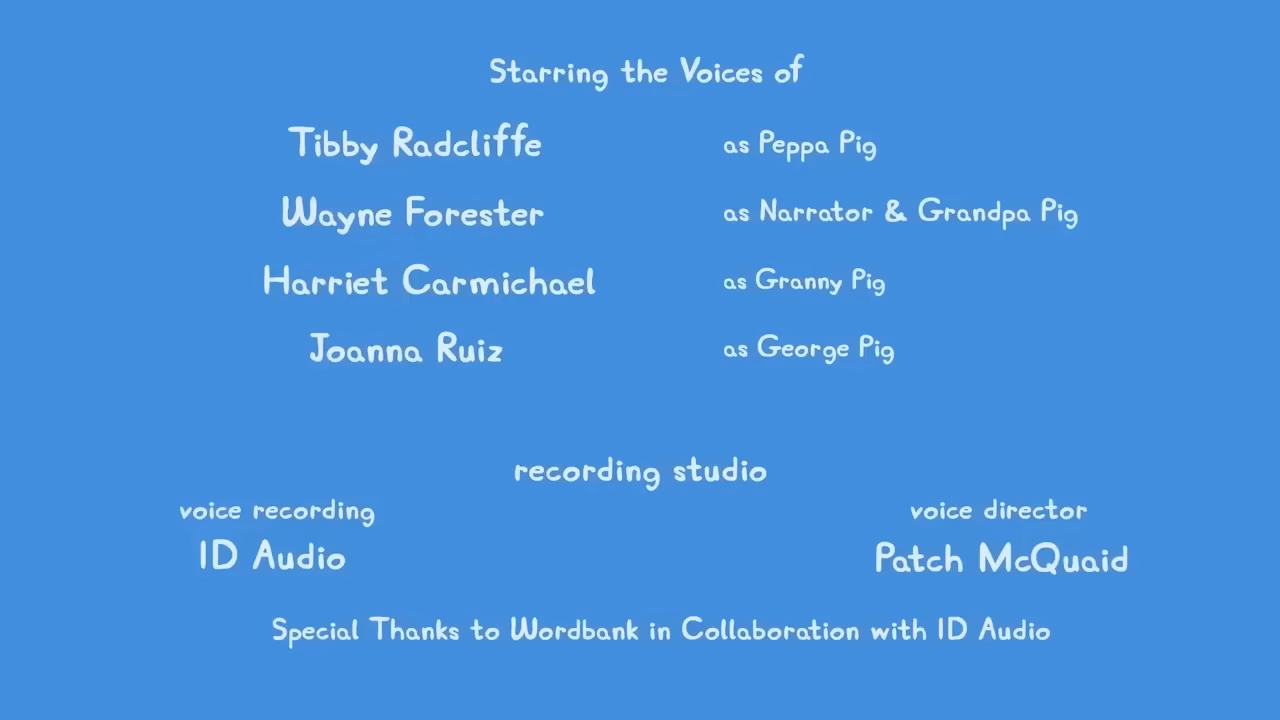 Starring the Voices of
Tibby Radcliffe as Peppa Pig
Wayne Forester as Narrator & Grandpa Pig
Harriet Carmichael as Granny Pig
Joanna Ruiz as George Pig
recording studio
voice recording voice director
ID Audio Patch McQuaid
Special Thanks to Wordbank in Collaboration with ID Audio